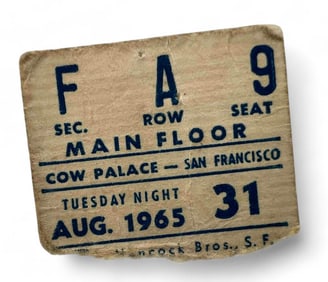 F A 9
SEC. ROW SEAT
MAIN FLOOR
COW PALACE — SAN FRANCISCO
TUESDAY NIGHT
AUG. 1965 31
Bros., S. F.